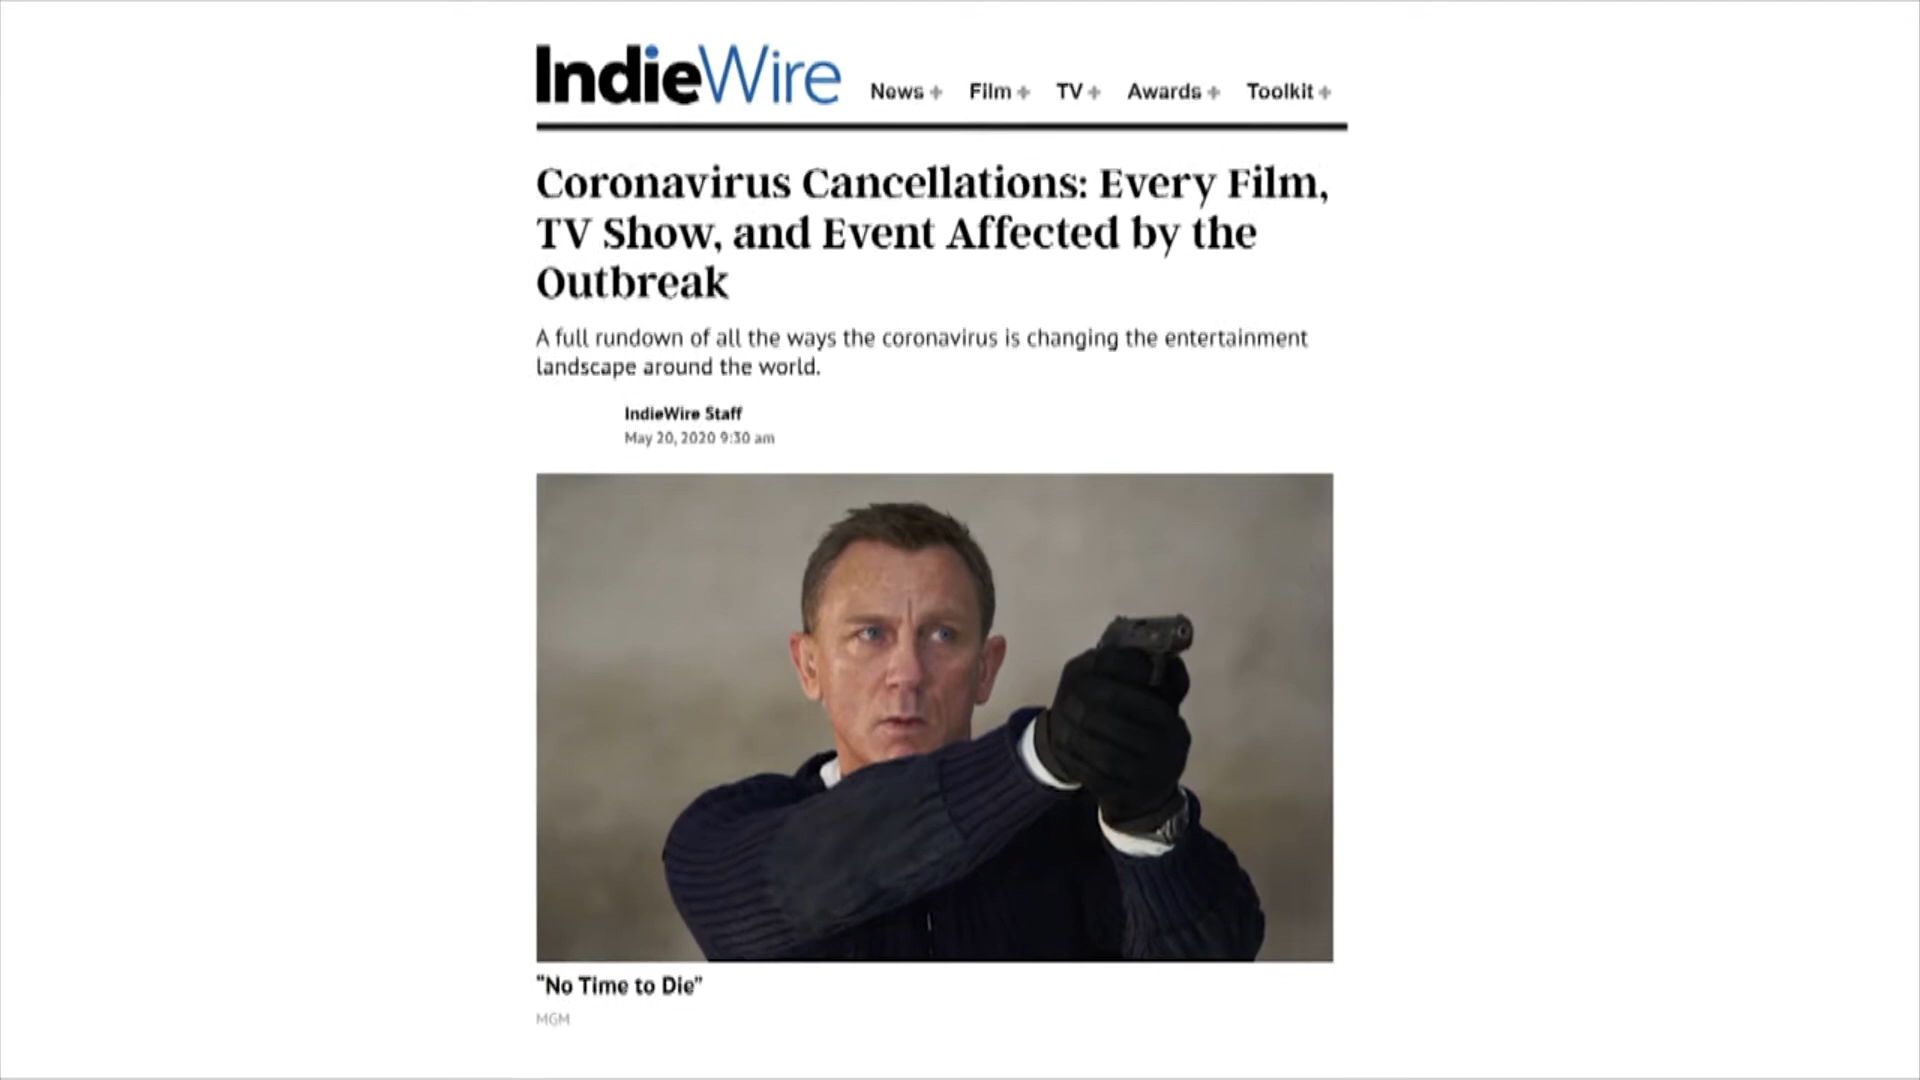 IndieWire
News + Film + TV + Awards + Toolkit +
Coronavirus Cancellations: Every Film,
TV Show, and Event Affected by the
Outbreak
A full rundown of all the ways the coronavirus is changing the entertainment
landscape around the world.
IndieWire Staff
May 20, 2020 9:30 am
"No Time to Die"
MGM